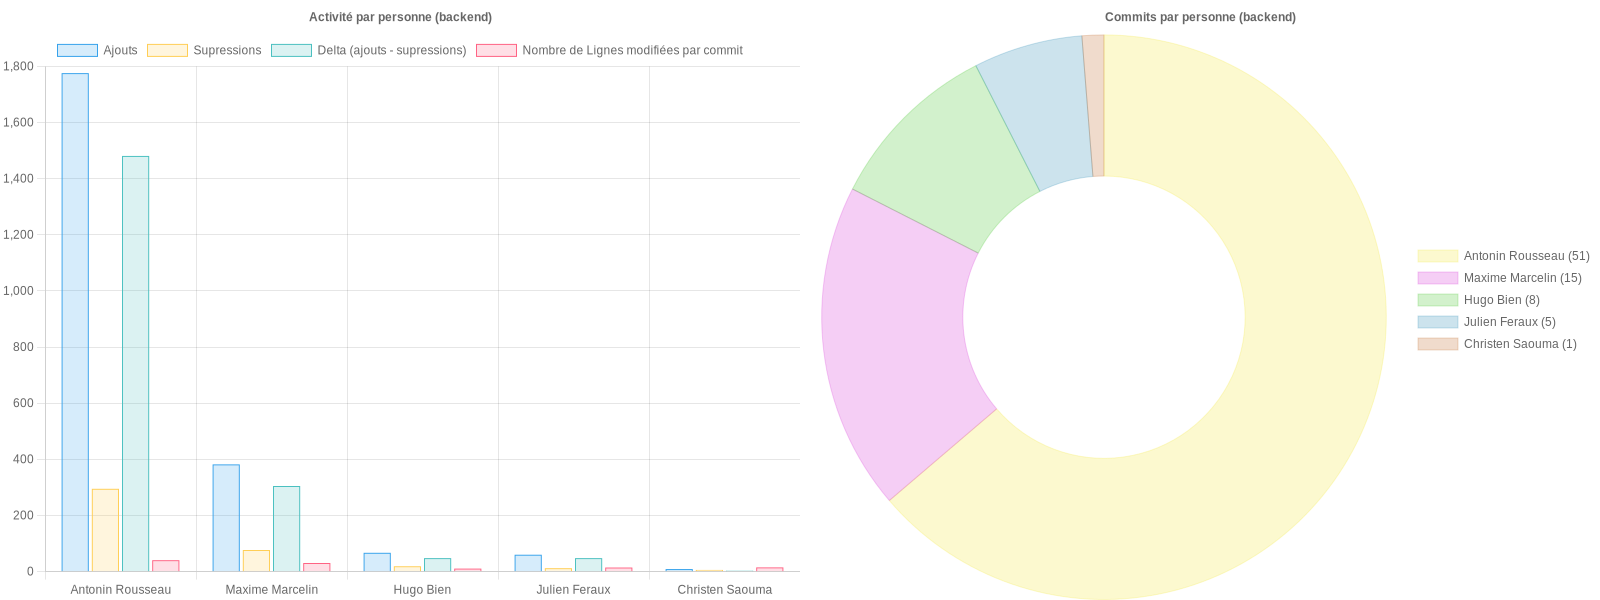 Activité par personne (backend)
Ajouts
Supressions
Delta (ajouts - supressions)
Nombre de Lignes modifiées par commit
1,800
1,600
1,400
1,200
1,000
800
600
400
200
0
Antonin Rousseau
Maxime Marcelin
Hugo Bien
Julien Feraux
Christen Saouma
Commits par personne (backend)
Antonin Rousseau (51)
Maxime Marcelin (15)
Hugo Bien (8)
Julien Feraux (5)
Christen Saouma (1)